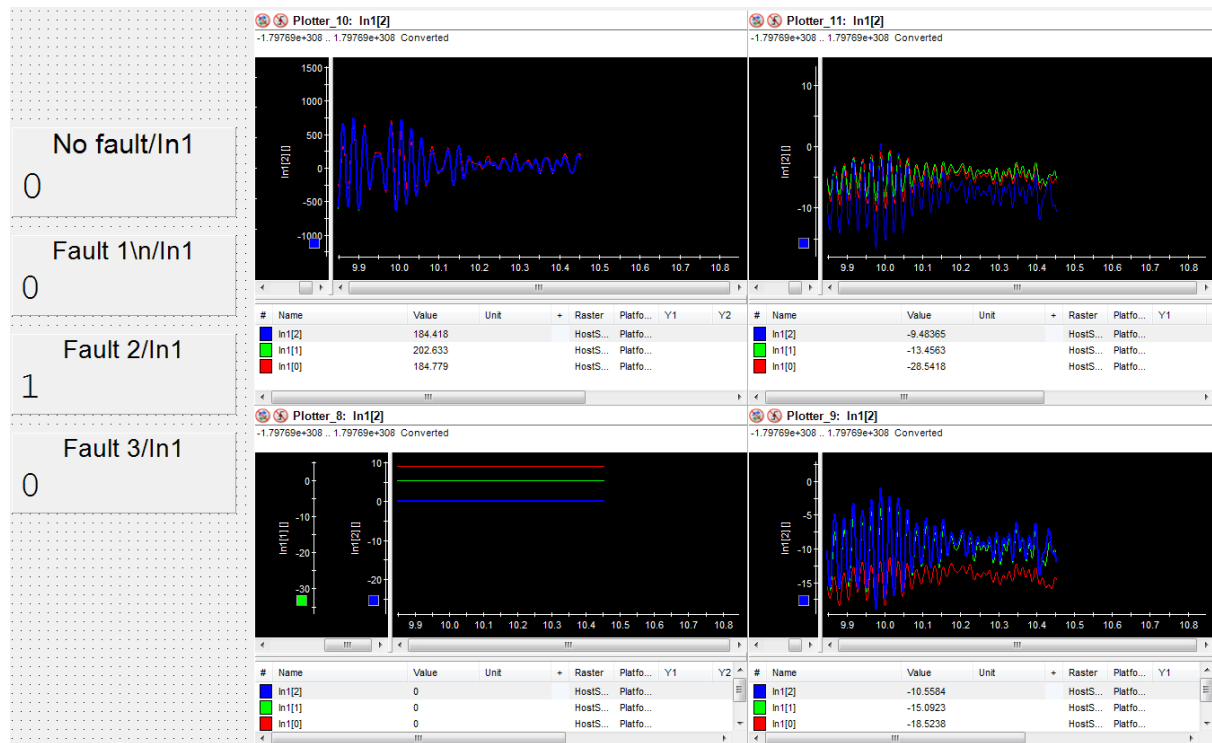 No fault/In1
0
Fault 1\n/In1
0
Fault 2/In1
1
Fault 3/In1
0
Plotter_10: In1[2]
-1.79769e+308 .. 1.79769e+308 Converted
In1[2] []
1500
1000
500
0
-500
-1000
9.9 10.0 10.1 10.2 10.3 10.4 10.5 10.6 10.7 10.8
# Name Value Unit + Raster Platfo... Y1 Y2
In1[2] 184.418 HostS... Platfo...
In1[1] 202.633 HostS... Platfo...
In1[0] 184.779 HostS... Platfo...
Plotter_11: In1[2]
-1.79769e+308 .. 1.79769e+308 Converted
In1[2] []
10
0
-10
9.9 10.0 10.1 10.2 10.3 10.4 10.5 10.6 10.7 10.8
# Name Value Unit + Raster Platfo... Y1
In1[2] -9.48365 HostS... Platfo...
In1[1] -13.4563 HostS... Platfo...
In1[0] -28.5418 HostS... Platfo...
Plotter_8: In1[2]
-1.79769e+308 .. 1.79769e+308 Converted
In1[1] []
0
-10
-20
-30
In1[2] []
10
0
-10
-20
9.9 10.0 10.1 10.2 10.3 10.4 10.5 10.6 10.7 10.8
# Name Value Unit + Raster Platfo... Y1 Y2
In1[2] 0 HostS... Platfo...
In1[1] 0 HostS... Platfo...
In1[0] 0 HostS... Platfo...
Plotter_9: In1[2]
-1.79769e+308 .. 1.79769e+308 Converted
In1[2] []
0
-5
-10
-15
9.9 10.0 10.1 10.2 10.3 10.4 10.5 10.6 10.7 10.8
# Name Value Unit + Raster Platfo... Y1
In1[2] -10.5584 HostS... Platfo...
In1[1] -15.0923 HostS... Platfo...
In1[0] -18.5238 HostS... Platfo...